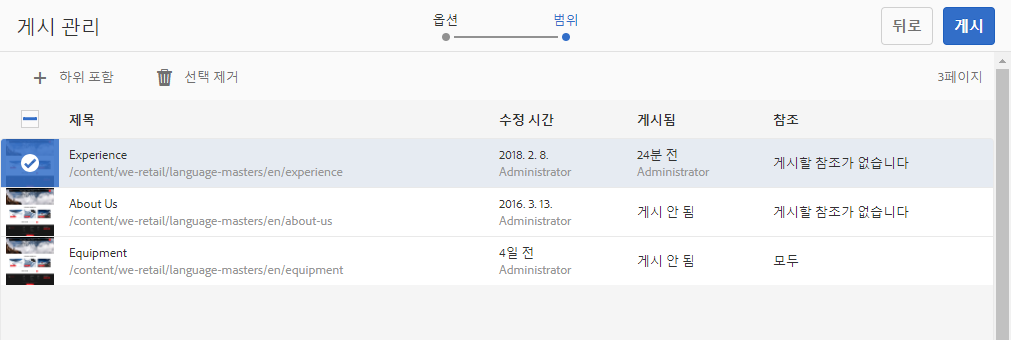 게시 관리
옵션 범위
뒤로 게시
하위 포함 선택 제거 3페이지
제목 수정 시간 게시됨 참조
Experience 2018. 2. 8. 24분 전 게시할 참조가 없습니다
/content/we-retail/language-masters/en/experience Administrator Administrator
About Us 2016. 3. 13. 게시 안 됨 게시할 참조가 없습니다
/content/we-retail/language-masters/en/about-us Administrator
Equipment 4일 전 게시 안 됨 모두
/content/we-retail/language-masters/en/equipment Administrator